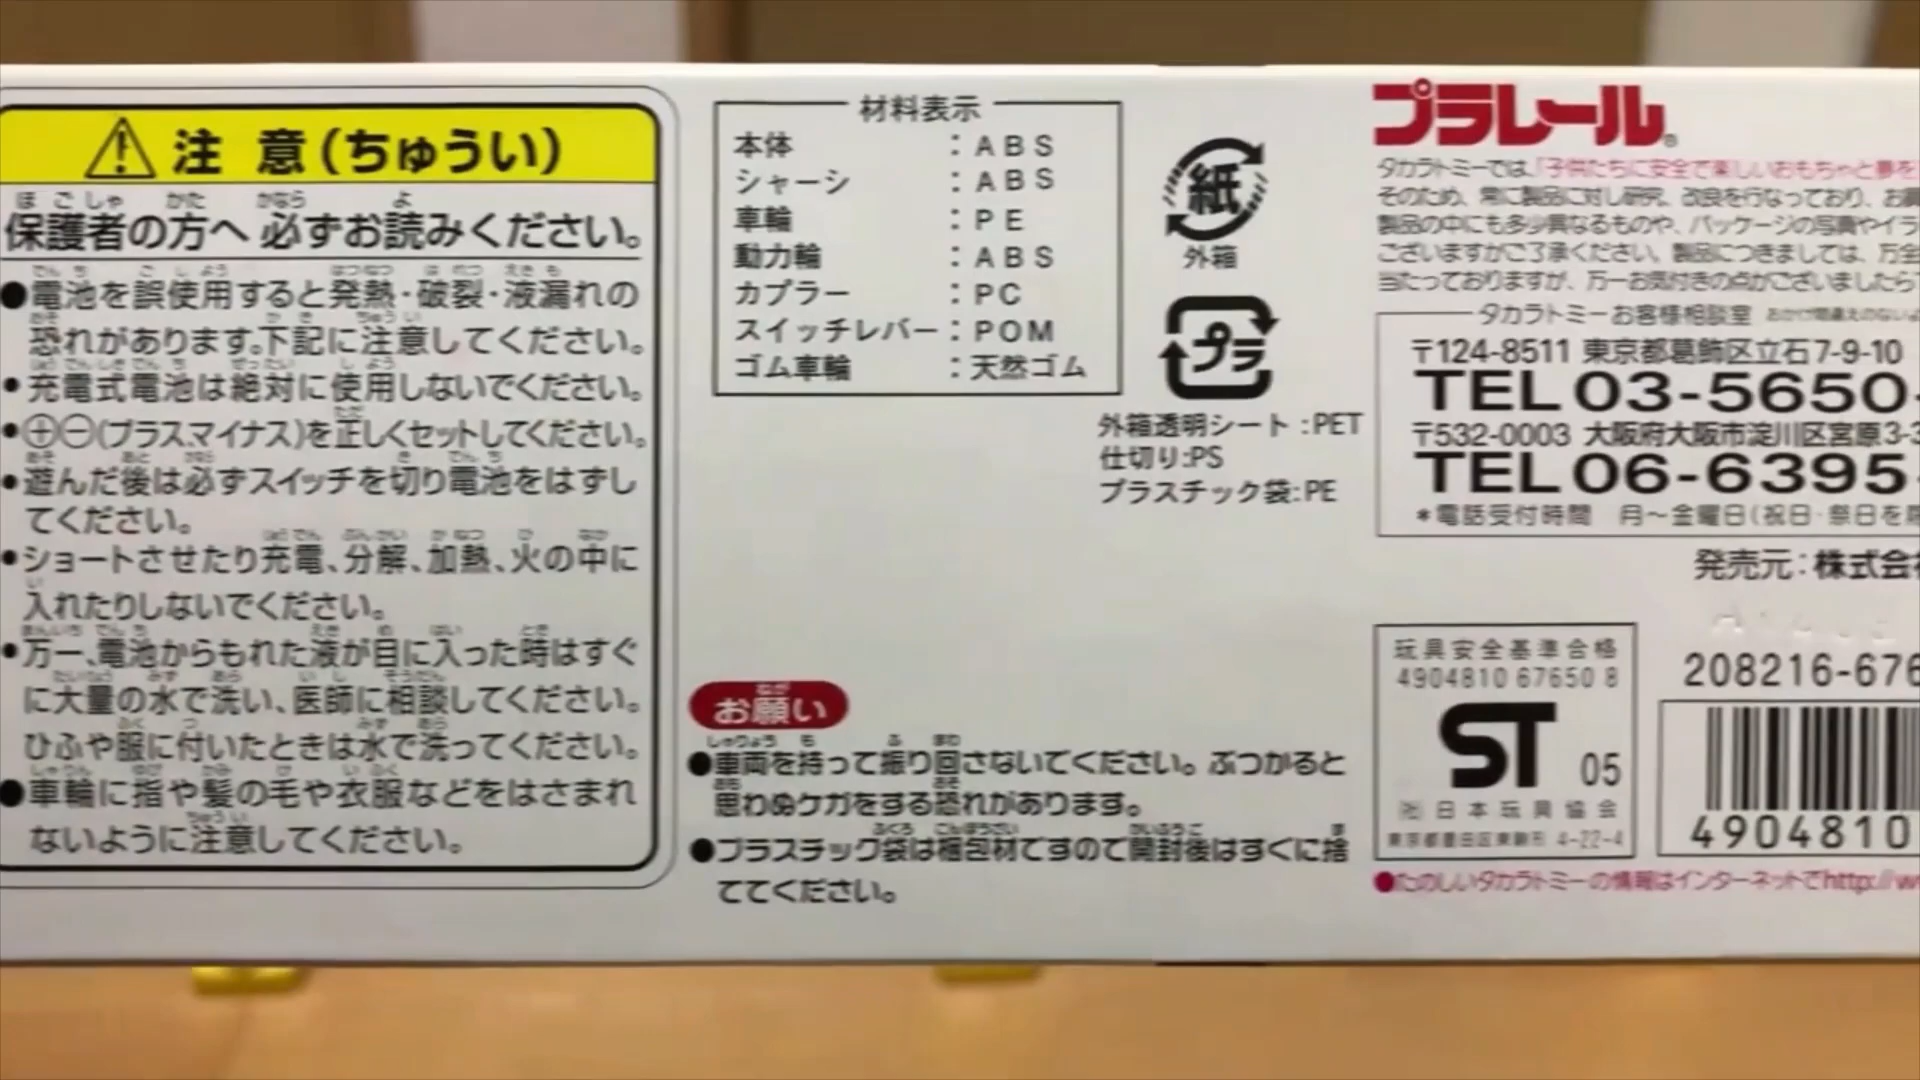 注 意(ちゅうい)
保護者の方へ 必ずお読みください。
●電池を誤使用すると発熱・破裂・液漏れの
恐れがあります。下記に注意してください。
•充電式電池は絶対に使用しないでください。
•⊕⊖(プラスマイナス)を正しくセットしてください。
•遊んだ後は必ずスイッチを切り電池をはずし
てください。
•ショートさせたり充電、分解、加熱、火の中に
入れたりしないでください。
•万一、電池からもれた液が目に入った時はすぐ
に大量の水で洗い、医師に相談してください。
ひふや服に付いたときは水で洗ってください。
●車輪に指や髪の毛や衣服などをはさまれ
ないように注意してください。
材料表示
本体 :ABS
シャーシ :ABS
車輪 :PE
動力輪 :ABS
カプラー :PC
スイッチレバー:POM
ゴム車輪 :天然ゴム
紙
外箱
プラ
外箱透明シート:PET
仕切り:PS
プラスチック袋:PE
お願い
●車両を持って振り回さないでください。ぶつかると
思わぬケガをする恐れがあります。
●プラスチック袋は梱包材ですので開封後はすぐに捨
ててください。
プラレール®
タカラトミーでは、「子供たちに安全で楽しいおもちゃと夢を
そのため、常に製品に対し研究、改良を行なっており、お買
製品の中にも多少異なるものや、パッケージの写真やイラ
ございますがご了承ください。製品につきましては、万全
当たっておりますが、万一お気付きの点がございましたら
タカラトミーお客様相談室 おかけ間違えのないよ
〒124-8511 東京都葛飾区立石7-9-10
TEL 03-5650-
〒532-0003 大阪府大阪市淀川区宮原3-3
TEL 06-6395-
*電話受付時間 月～金曜日(祝日・祭日を除
発売元:株式会社
玩具安全基準合格
4904810 67650 8
ST 05
(社)日本玩具協会
東京都墨田区東駒形 4-22-4
208216-676
4904810
●たのしいタカラトミーの情報はインターネットでhttp://w